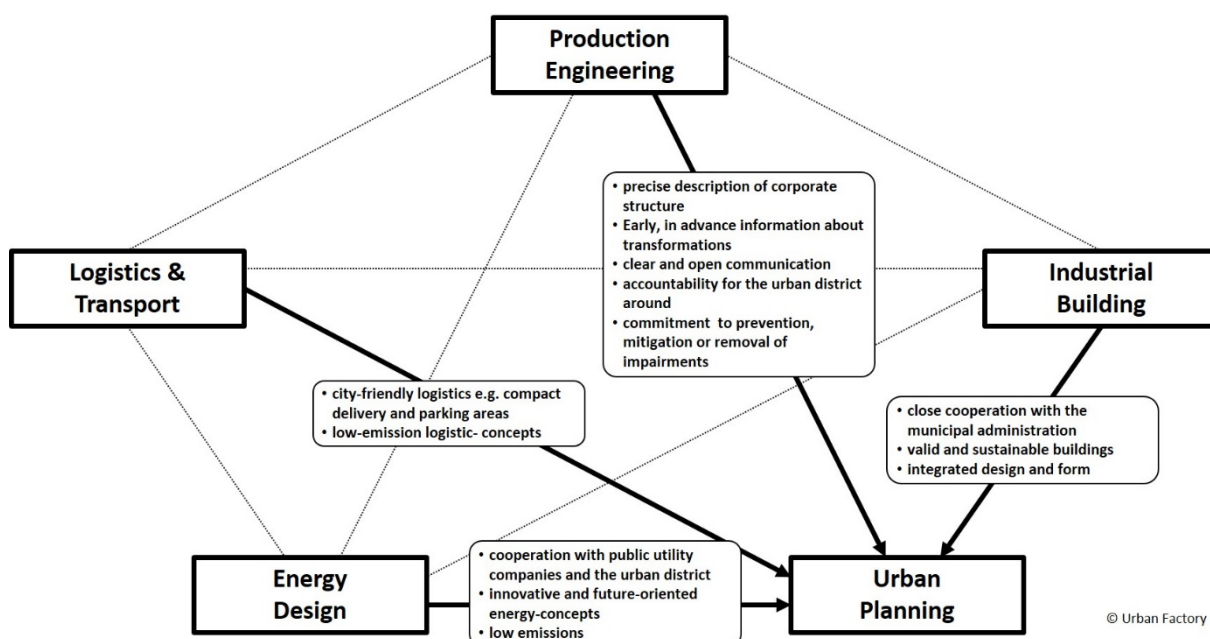 Production
Engineering
• precise description of corporate
structure
• Early, in advance information about
transformations
• clear and open communication
• accountability for the urban district
around
• commitment to prevention,
mitigation or removal of
impairments
Logistics &
Transport
Industrial
Building
• city-friendly logistics e.g. compact
delivery and parking areas
• low-emission logistic- concepts
• close cooperation with the
municipal administration
• valid and sustainable buildings
• integrated design and form
Energy
Design
• cooperation with public utility
companies and the urban district
• innovative and future-oriented
energy-concepts
• low emissions
Urban
Planning
© Urban Factory